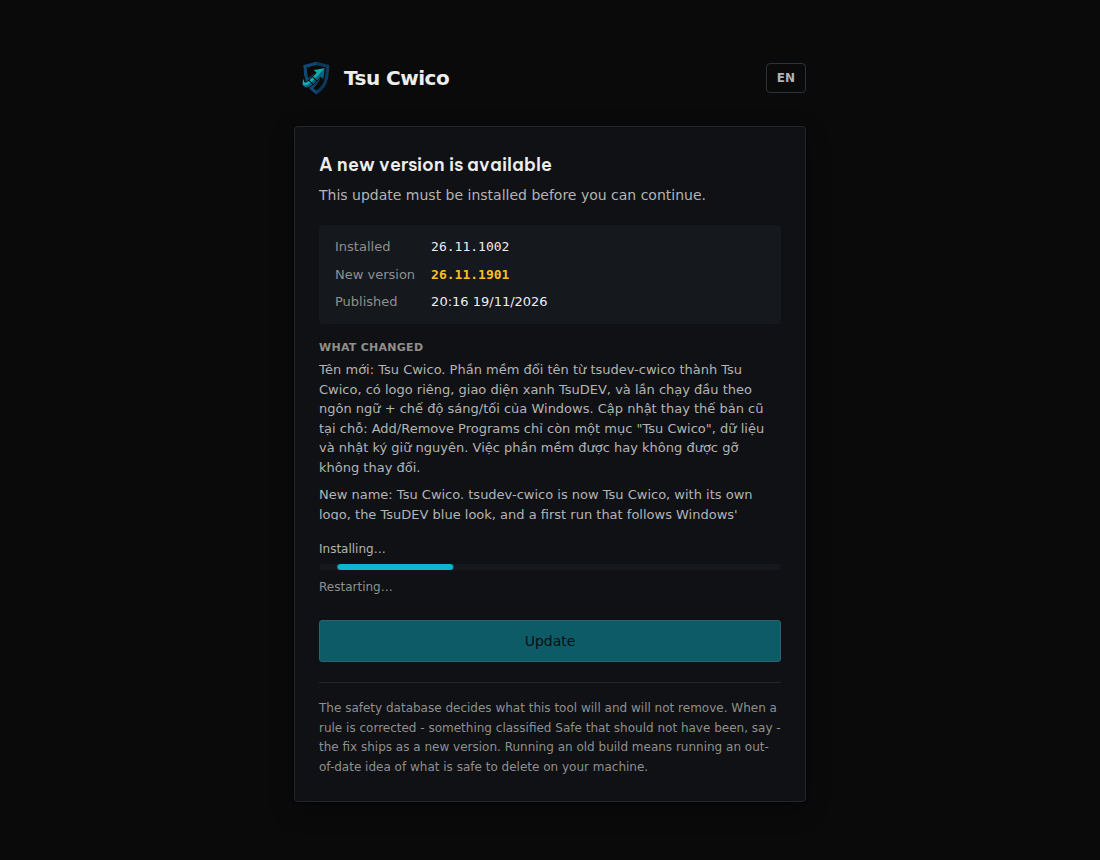 Tsu Cwico
EN
A new version is available
This update must be installed before you can continue.
Installed 26.11.1002
New version 26.11.1901
Published 20:16 19/11/2026
WHAT CHANGED
Tên mới: Tsu Cwico. Phần mềm đổi tên từ tsudev-cwico thành Tsu
Cwico, có logo riêng, giao diện xanh TsuDEV, và lần chạy đầu theo
ngôn ngữ + chế độ sáng/tối của Windows. Cập nhật thay thế bản cũ
tại chỗ: Add/Remove Programs chỉ còn một mục "Tsu Cwico", dữ liệu
và nhật ký giữ nguyên. Việc phần mềm được hay không được gỡ
không thay đổi.
New name: Tsu Cwico. tsudev-cwico is now Tsu Cwico, with its own
logo, the TsuDEV blue look, and a first run that follows Windows'
Installing…
Restarting…
Update
The safety database decides what this tool will and will not remove. When a
rule is corrected - something classified Safe that should not have been, say -
the fix ships as a new version. Running an old build means running an out-
of-date idea of what is safe to delete on your machine.